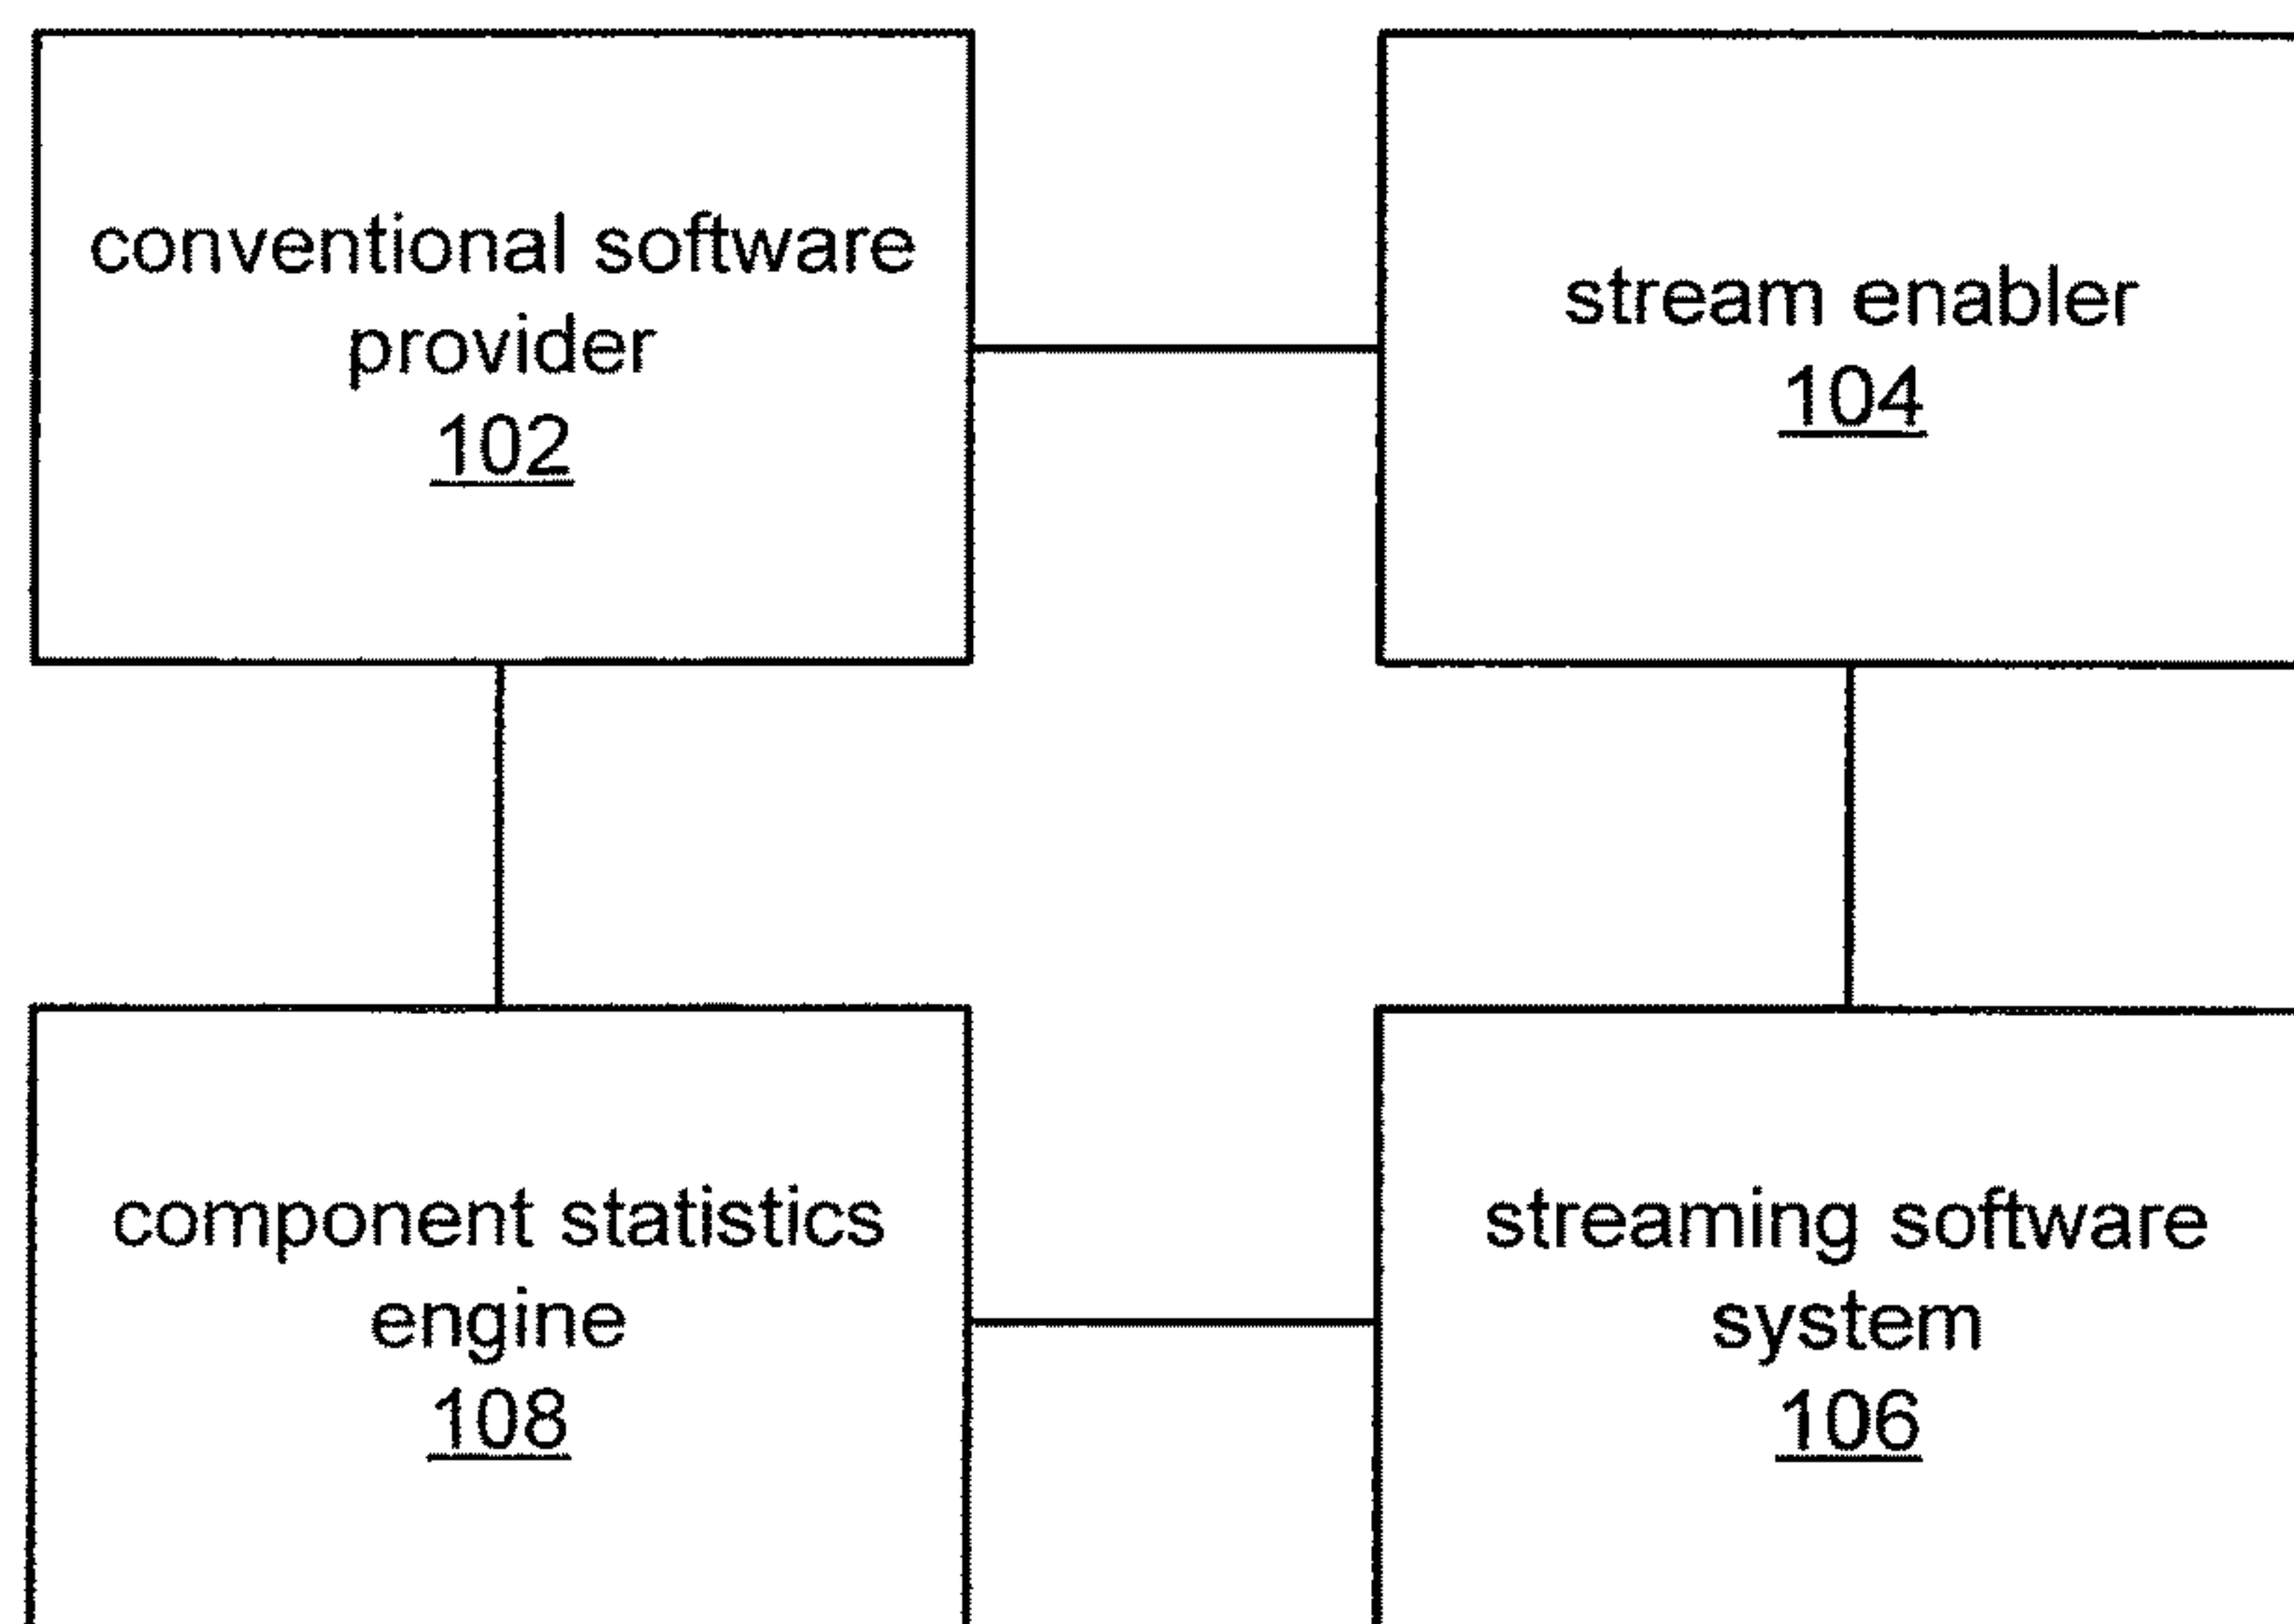 conventional software
provider
102
stream enabler
104
component statistics
engine
108
streaming software
system
106